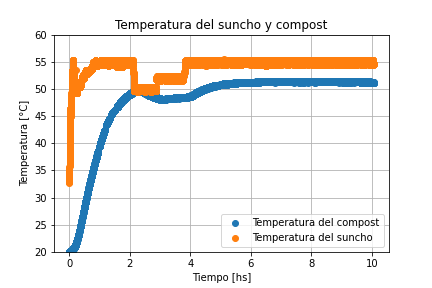 Temperatura del suncho y compost
60
55
50
45
40
35
30
25
20
Temperatura [°C]
Temperatura del compost
Temperatura del suncho
0 2 4 6 8 10
Tiempo [hs]